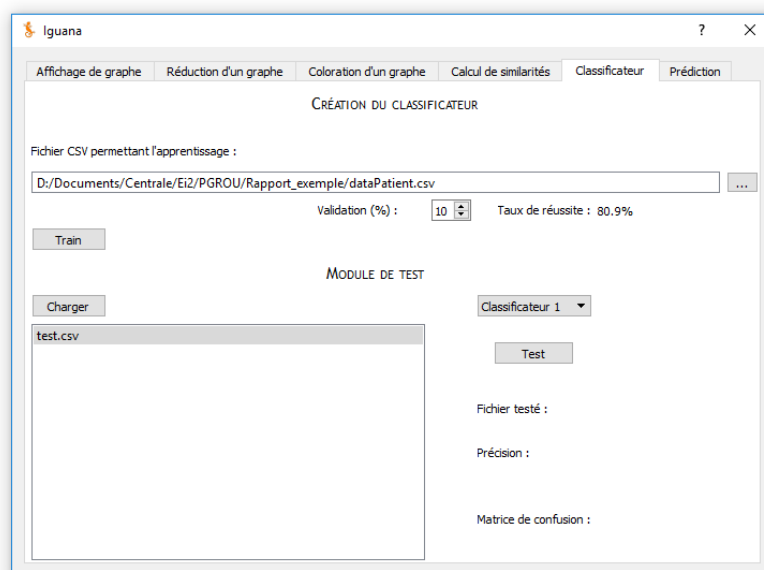 Iguana
?
Affichage de graphe Réduction d'un graphe Coloration d'un graphe Calcul de similarités Classificateur Prédiction
CRÉATION DU CLASSIFICATEUR
Fichier CSV permettant l'apprentissage :
D:/Documents/Centrale/Ei2/PGROU/Rapport_exemple/dataPatient.csv ...
Validation (%) : 10 Taux de réussite : 80.9%
Train
MODULE DE TEST
Charger Classificateur 1
test.csv
Test
Fichier testé :
Précision :
Matrice de confusion :